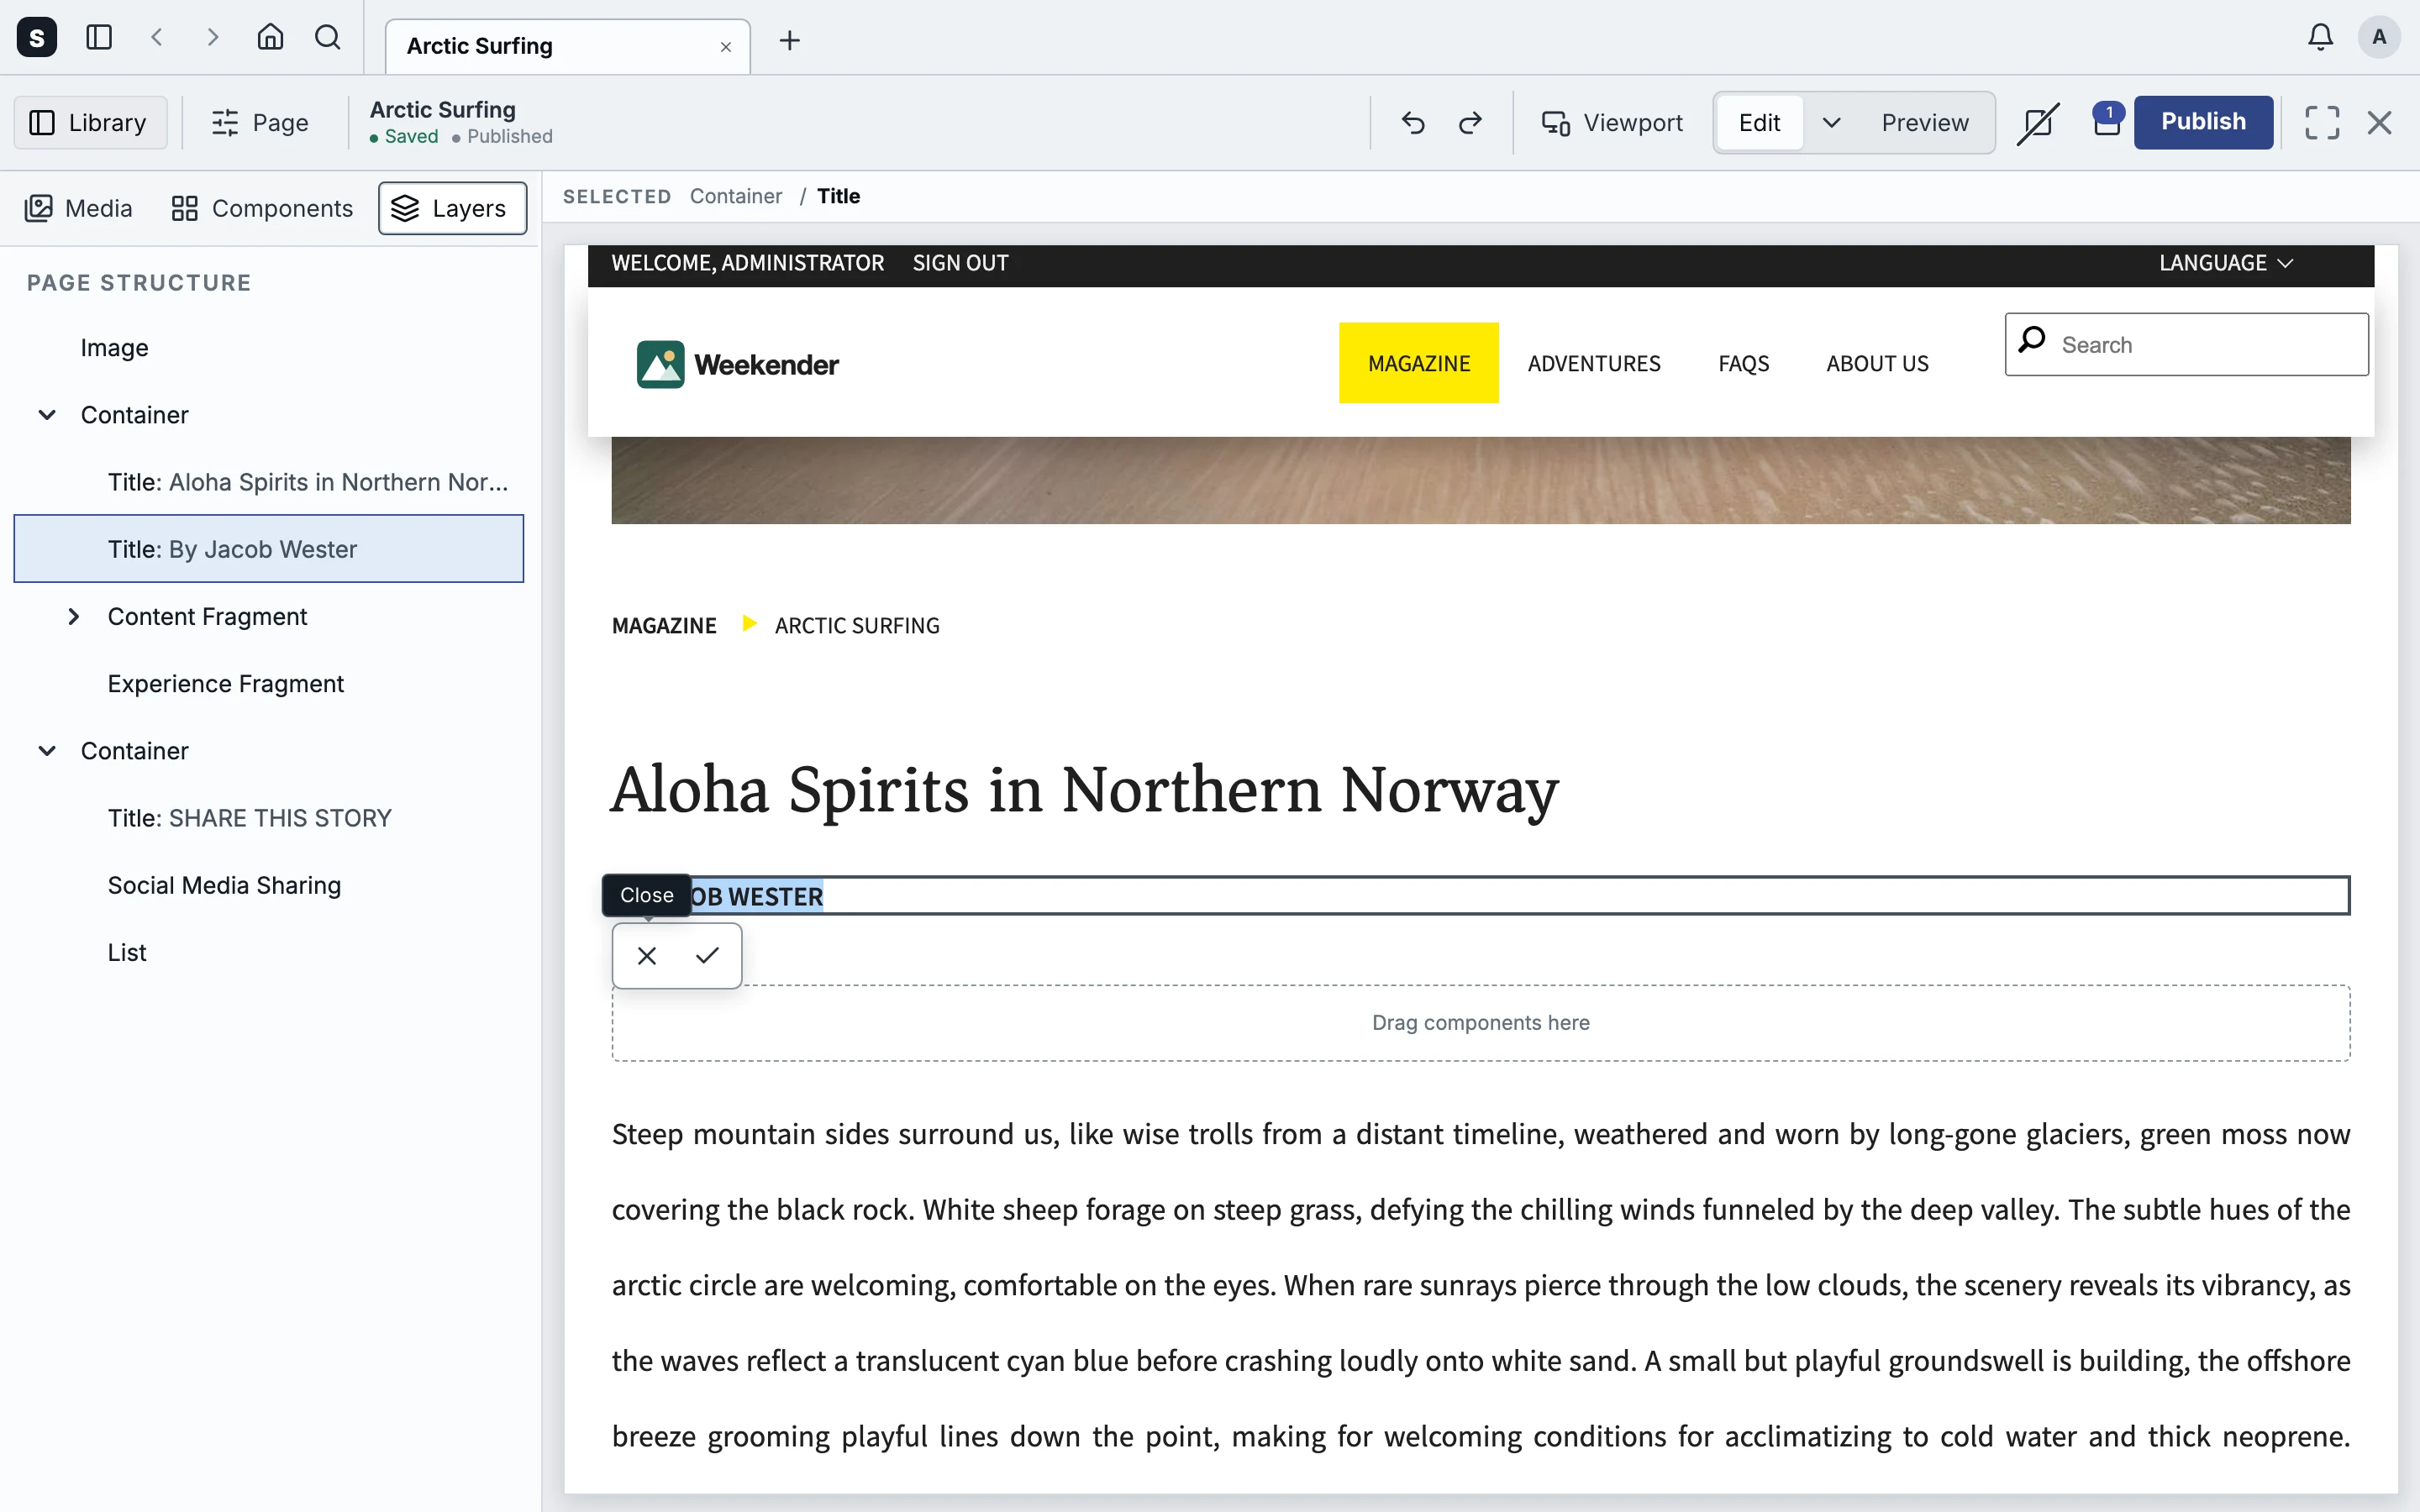 S
Arctic Surfing
A
Library
Page
Arctic Surfing
Saved
Published
Viewport
Edit
Preview
1
Publish
Media
Components
Layers
SELECTED Container / Title
PAGE STRUCTURE
Image
Container
Title: Aloha Spirits in Northern Nor...
Title: By Jacob Wester
Content Fragment
Experience Fragment
Container
Title: SHARE THIS STORY
Social Media Sharing
List
WELCOME, ADMINISTRATOR SIGN OUT
LANGUAGE
Weekender
MAGAZINE
ADVENTURES
FAQS
ABOUT US
Search
MAGAZINE
ARCTIC SURFING
Aloha Spirits in Northern Norway
Close
OB WESTER
Drag components here
Steep mountain sides surround us, like wise trolls from a distant timeline, weathered and worn by long-gone glaciers, green moss now
covering the black rock. White sheep forage on steep grass, defying the chilling winds funneled by the deep valley. The subtle hues of the
arctic circle are welcoming, comfortable on the eyes. When rare sunrays pierce through the low clouds, the scenery reveals its vibrancy, as
the waves reflect a translucent cyan blue before crashing loudly onto white sand. A small but playful groundswell is building, the offshore
breeze grooming playful lines down the point, making for welcoming conditions for acclimatizing to cold water and thick neoprene.